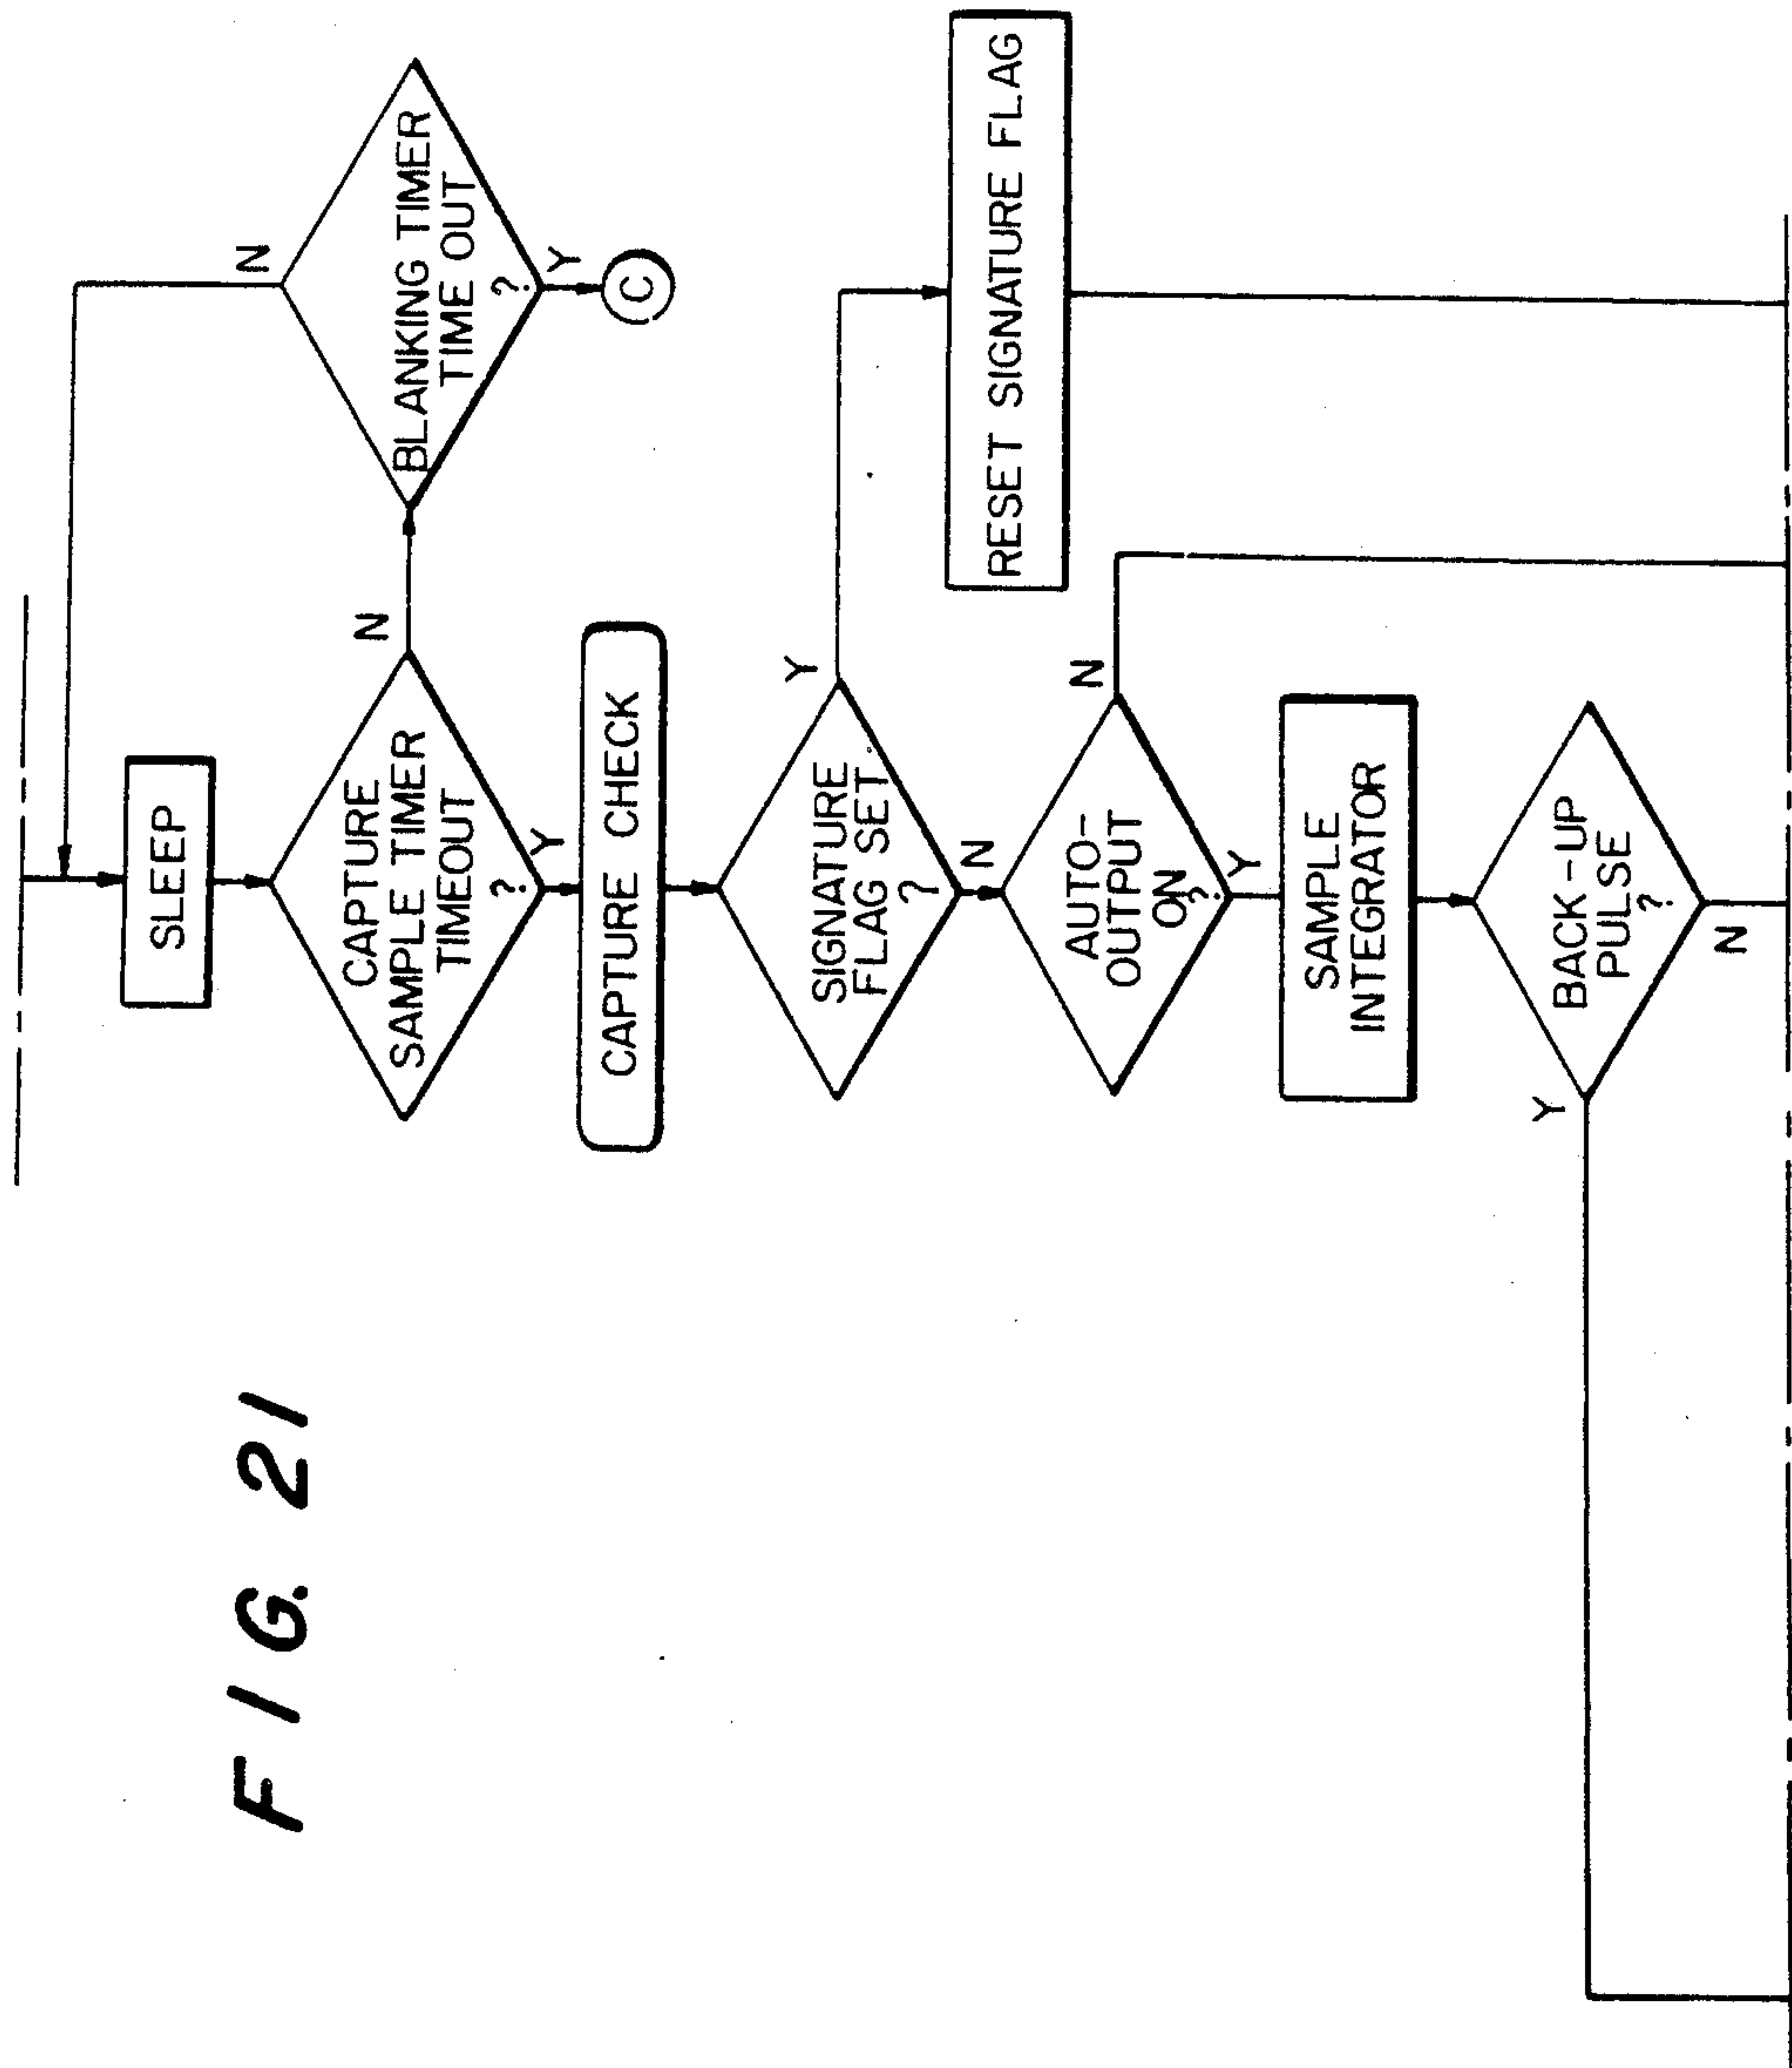 FIG. 21
SLEEP
CAPTURE
SAMPLE TIMER
TIMEOUT
?
N
Y
BLANKING TIMER
TIME OUT
?
N
Y
C
CAPTURE CHECK
SIGNATURE
FLAG SET
?
Y
N
RESET SIGNATURE FLAG
AUTO-
OUTPUT
ON
?
N
Y
SAMPLE
INTEGRATOR
BACK-UP
PULSE
?
Y
N